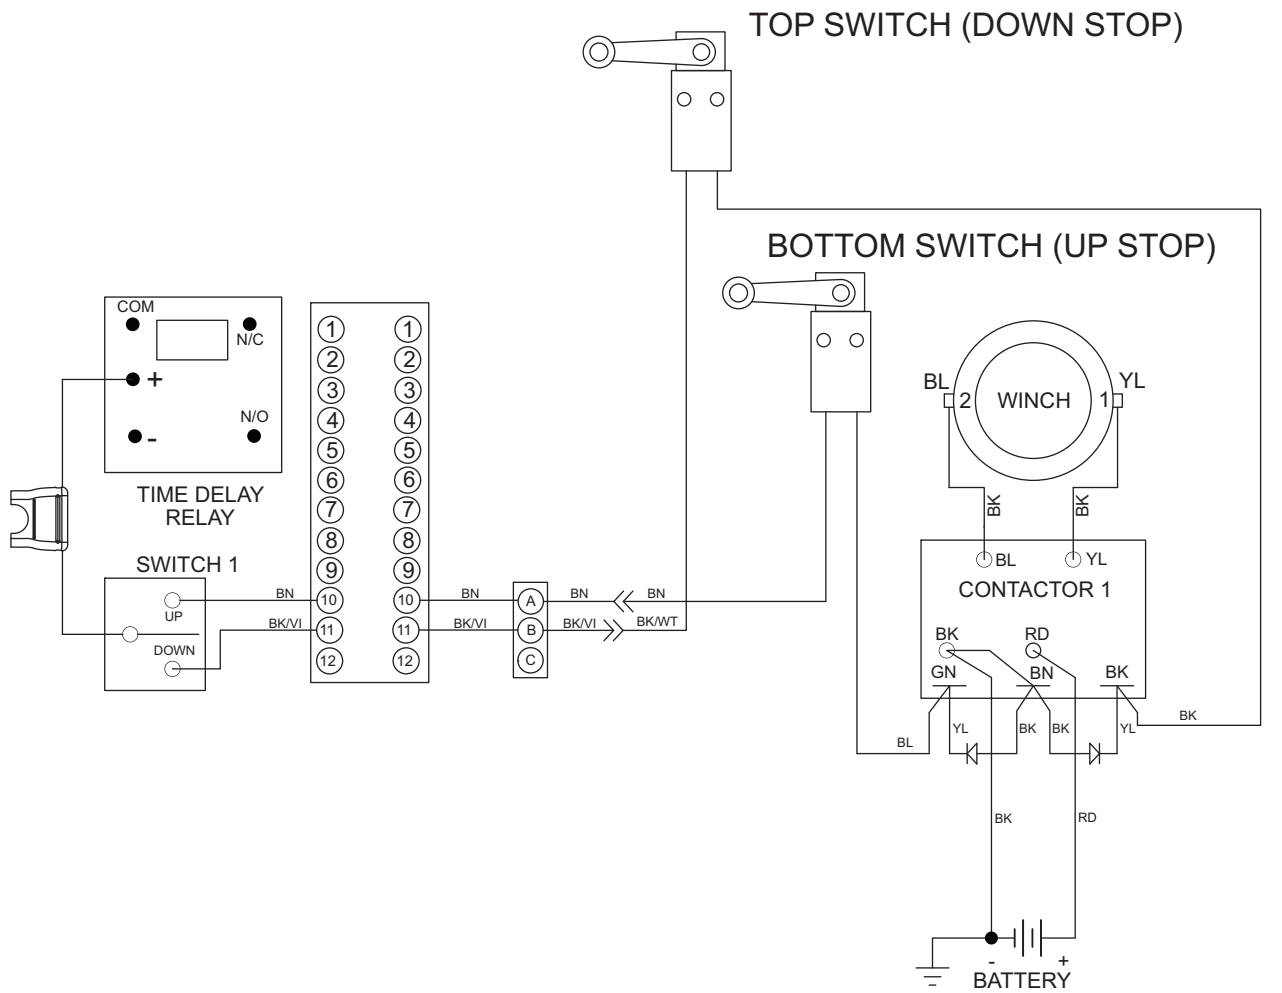 TOP SWITCH (DOWN STOP)
BOTTOM SWITCH (UP STOP)
COM
N/C
+
N/O
-
TIME DELAY
RELAY
SWITCH 1
UP
DOWN
1 1
2 2
3 3
4 4
5 5
6 6
7 7
8 8
9 9
BN 10 10 BN A BN BN
BK/VI 11 11 BK/VI B BK/VI BK/WT
12 12 C
BL 2 WINCH 1 YL
BK BK
BL YL
CONTACTOR 1
BK RD
GN BN BK
YL BK BK YL BK
BL
BK RD
- +
BATTERY